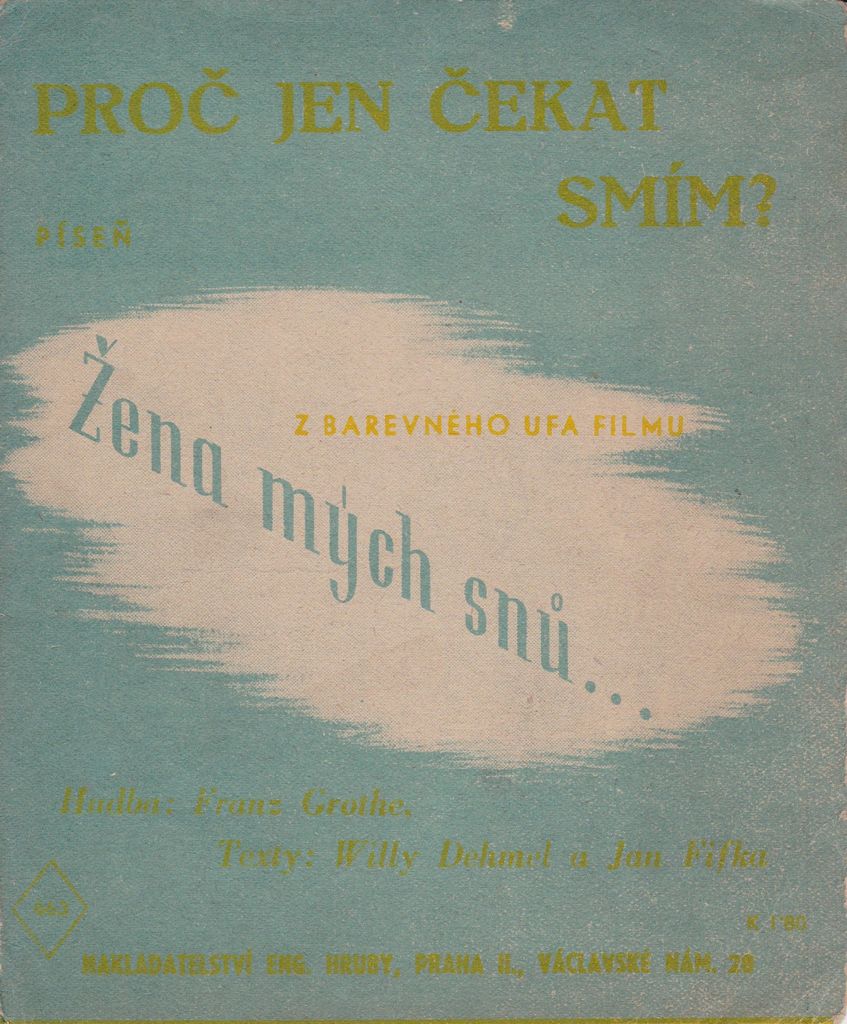 PROČ JEN ČEKAT
SMÍM?
PÍSEŇ
Z BAREVNÉHO UFA FILMU
Žena mých snů...
Hudba: Franz Grothe,
Texty: Willy Dehmel a Jan Fifka
663
K 1'80
NAKLADATELSTVÍ ENG. HRUBY, PRAHA II., VÁCLAVSKÉ NÁM. 28